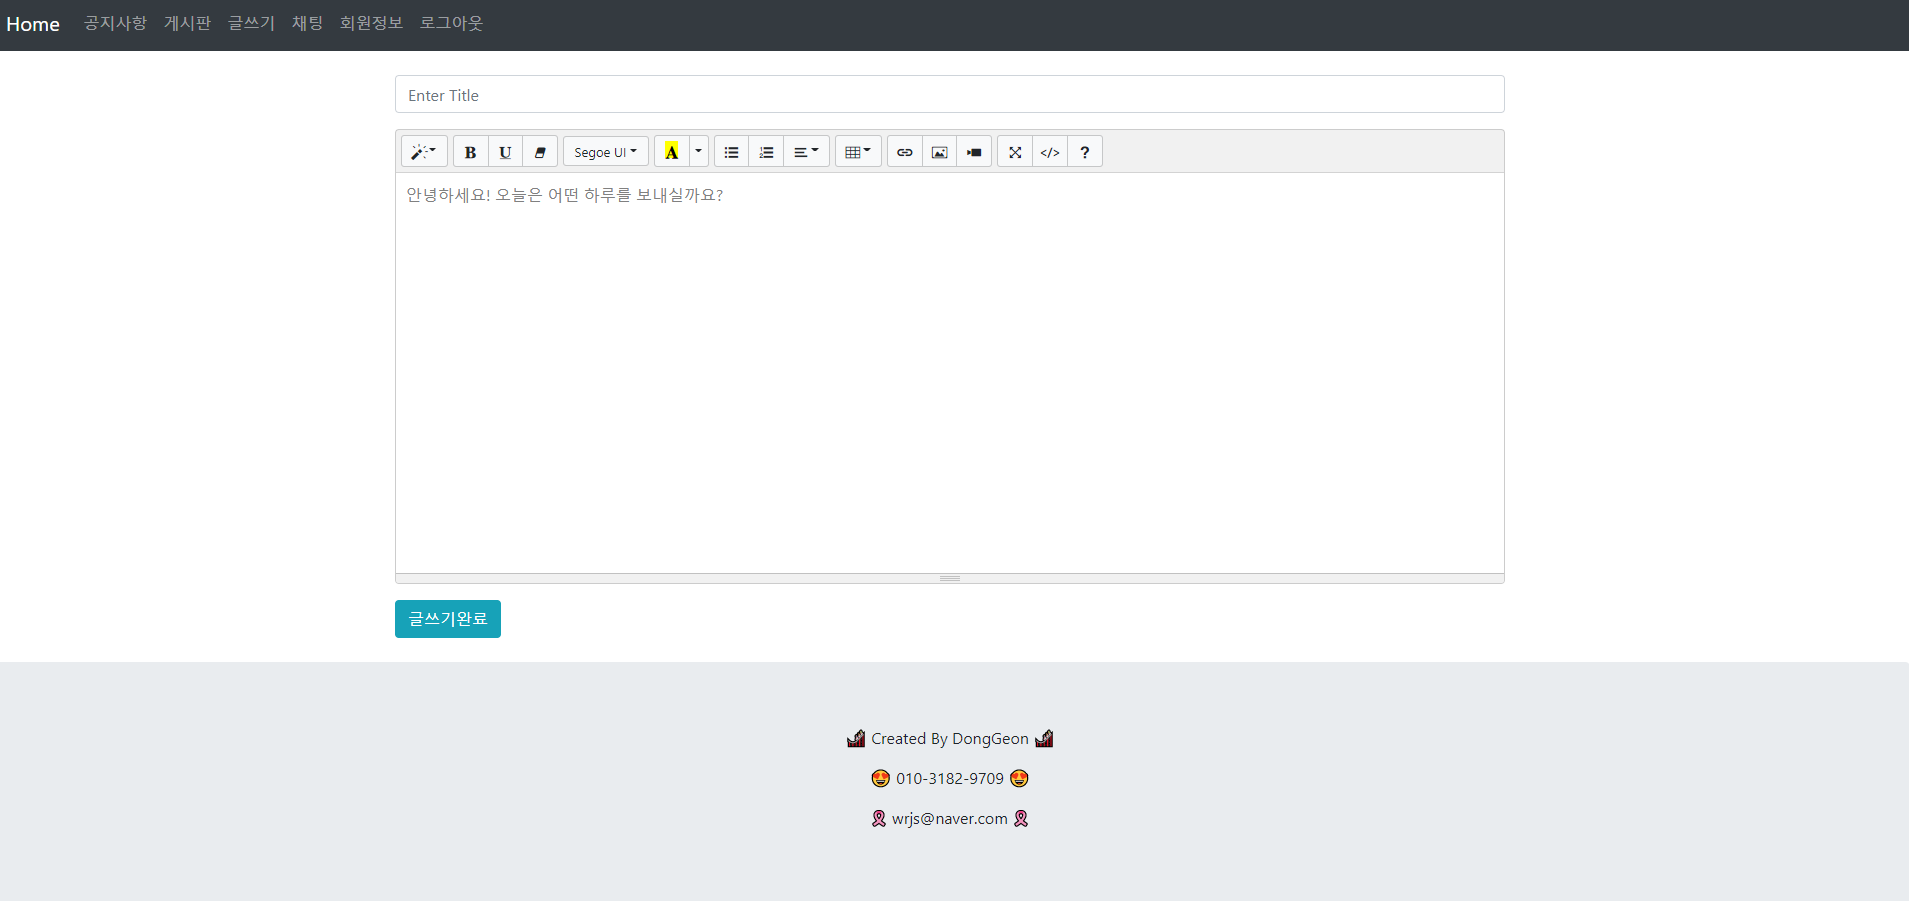 Home 공지사항 게시판 글쓰기 채팅 회원정보 로그아웃
Enter Title
B U Segoe UI A </> ?
안녕하세요! 오늘은 어떤 하루를 보내실까요?
글쓰기완료
Created By DongGeon
010-3182-9709
wrjs@naver.com